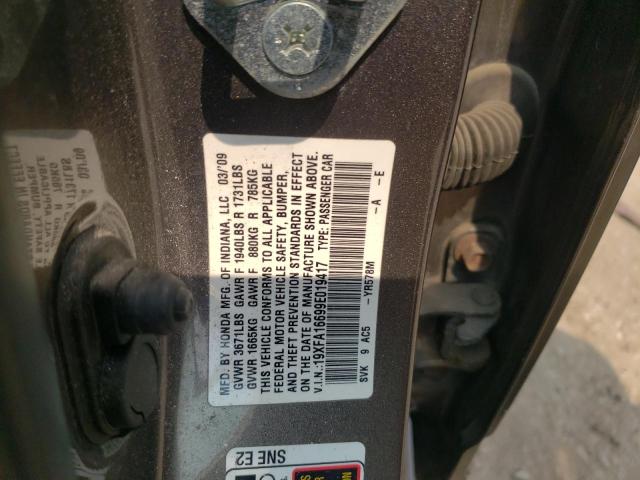 MFD. BY HONDA MFG. OF INDIANA, LLC 03/'09
GVWR 3671LBS GAWR F 1940LBS R 1731LBS
GVWR 1665KG GAWR F 880KG R 785KG
THIS VEHICLE CONFORMS TO ALL APPLICABLE
FEDERAL MOTOR VEHICLE SAFETY, BUMPER,
AND THEFT PREVENTION STANDARDS IN EFFECT
ON THE DATE OF MANUFACTURE SHOWN ABOVE.
V.I.N.:19XFA16699E019417 TYPE: PASSENGER CAR
SVK 9 AC5 -YR578M -A -E
SNE E2